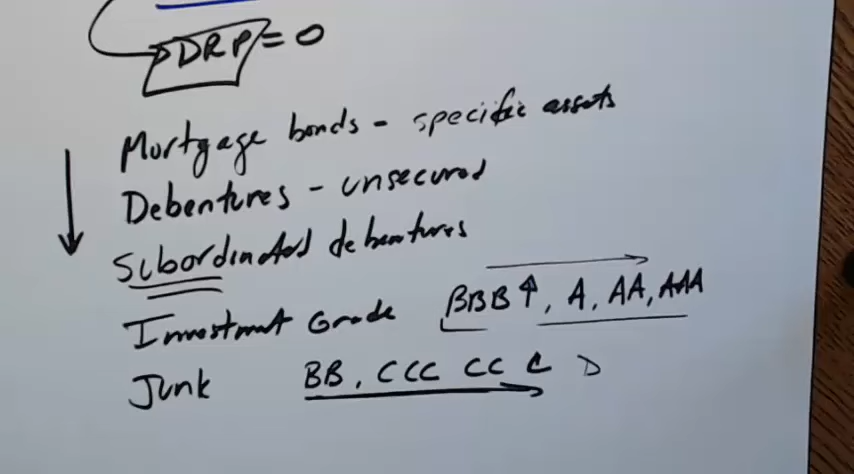 DRP = 0
Mortgage bonds - specific assets
Debentures - unsecured
Subordinated debentures
Investment Grade BBB↑, A, AA, AAA
Junk BB, CCC CC C D